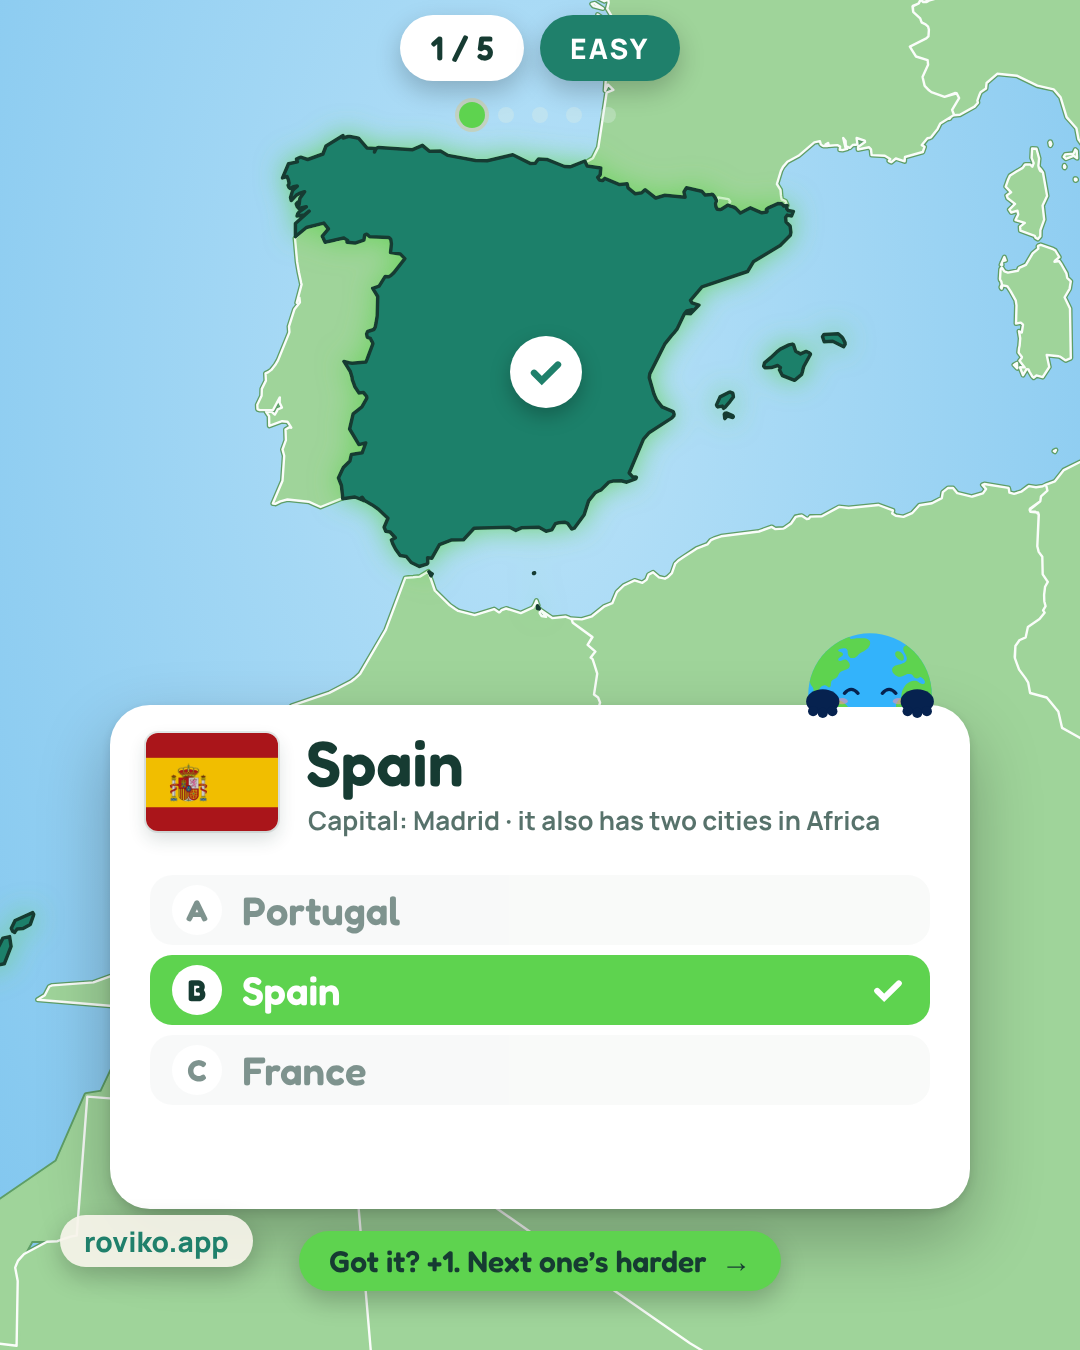 1 / 5
EASY
Spain
Capital: Madrid · it also has two cities in Africa
A Portugal
B Spain
C France
roviko.app
Got it? +1. Next one’s harder →